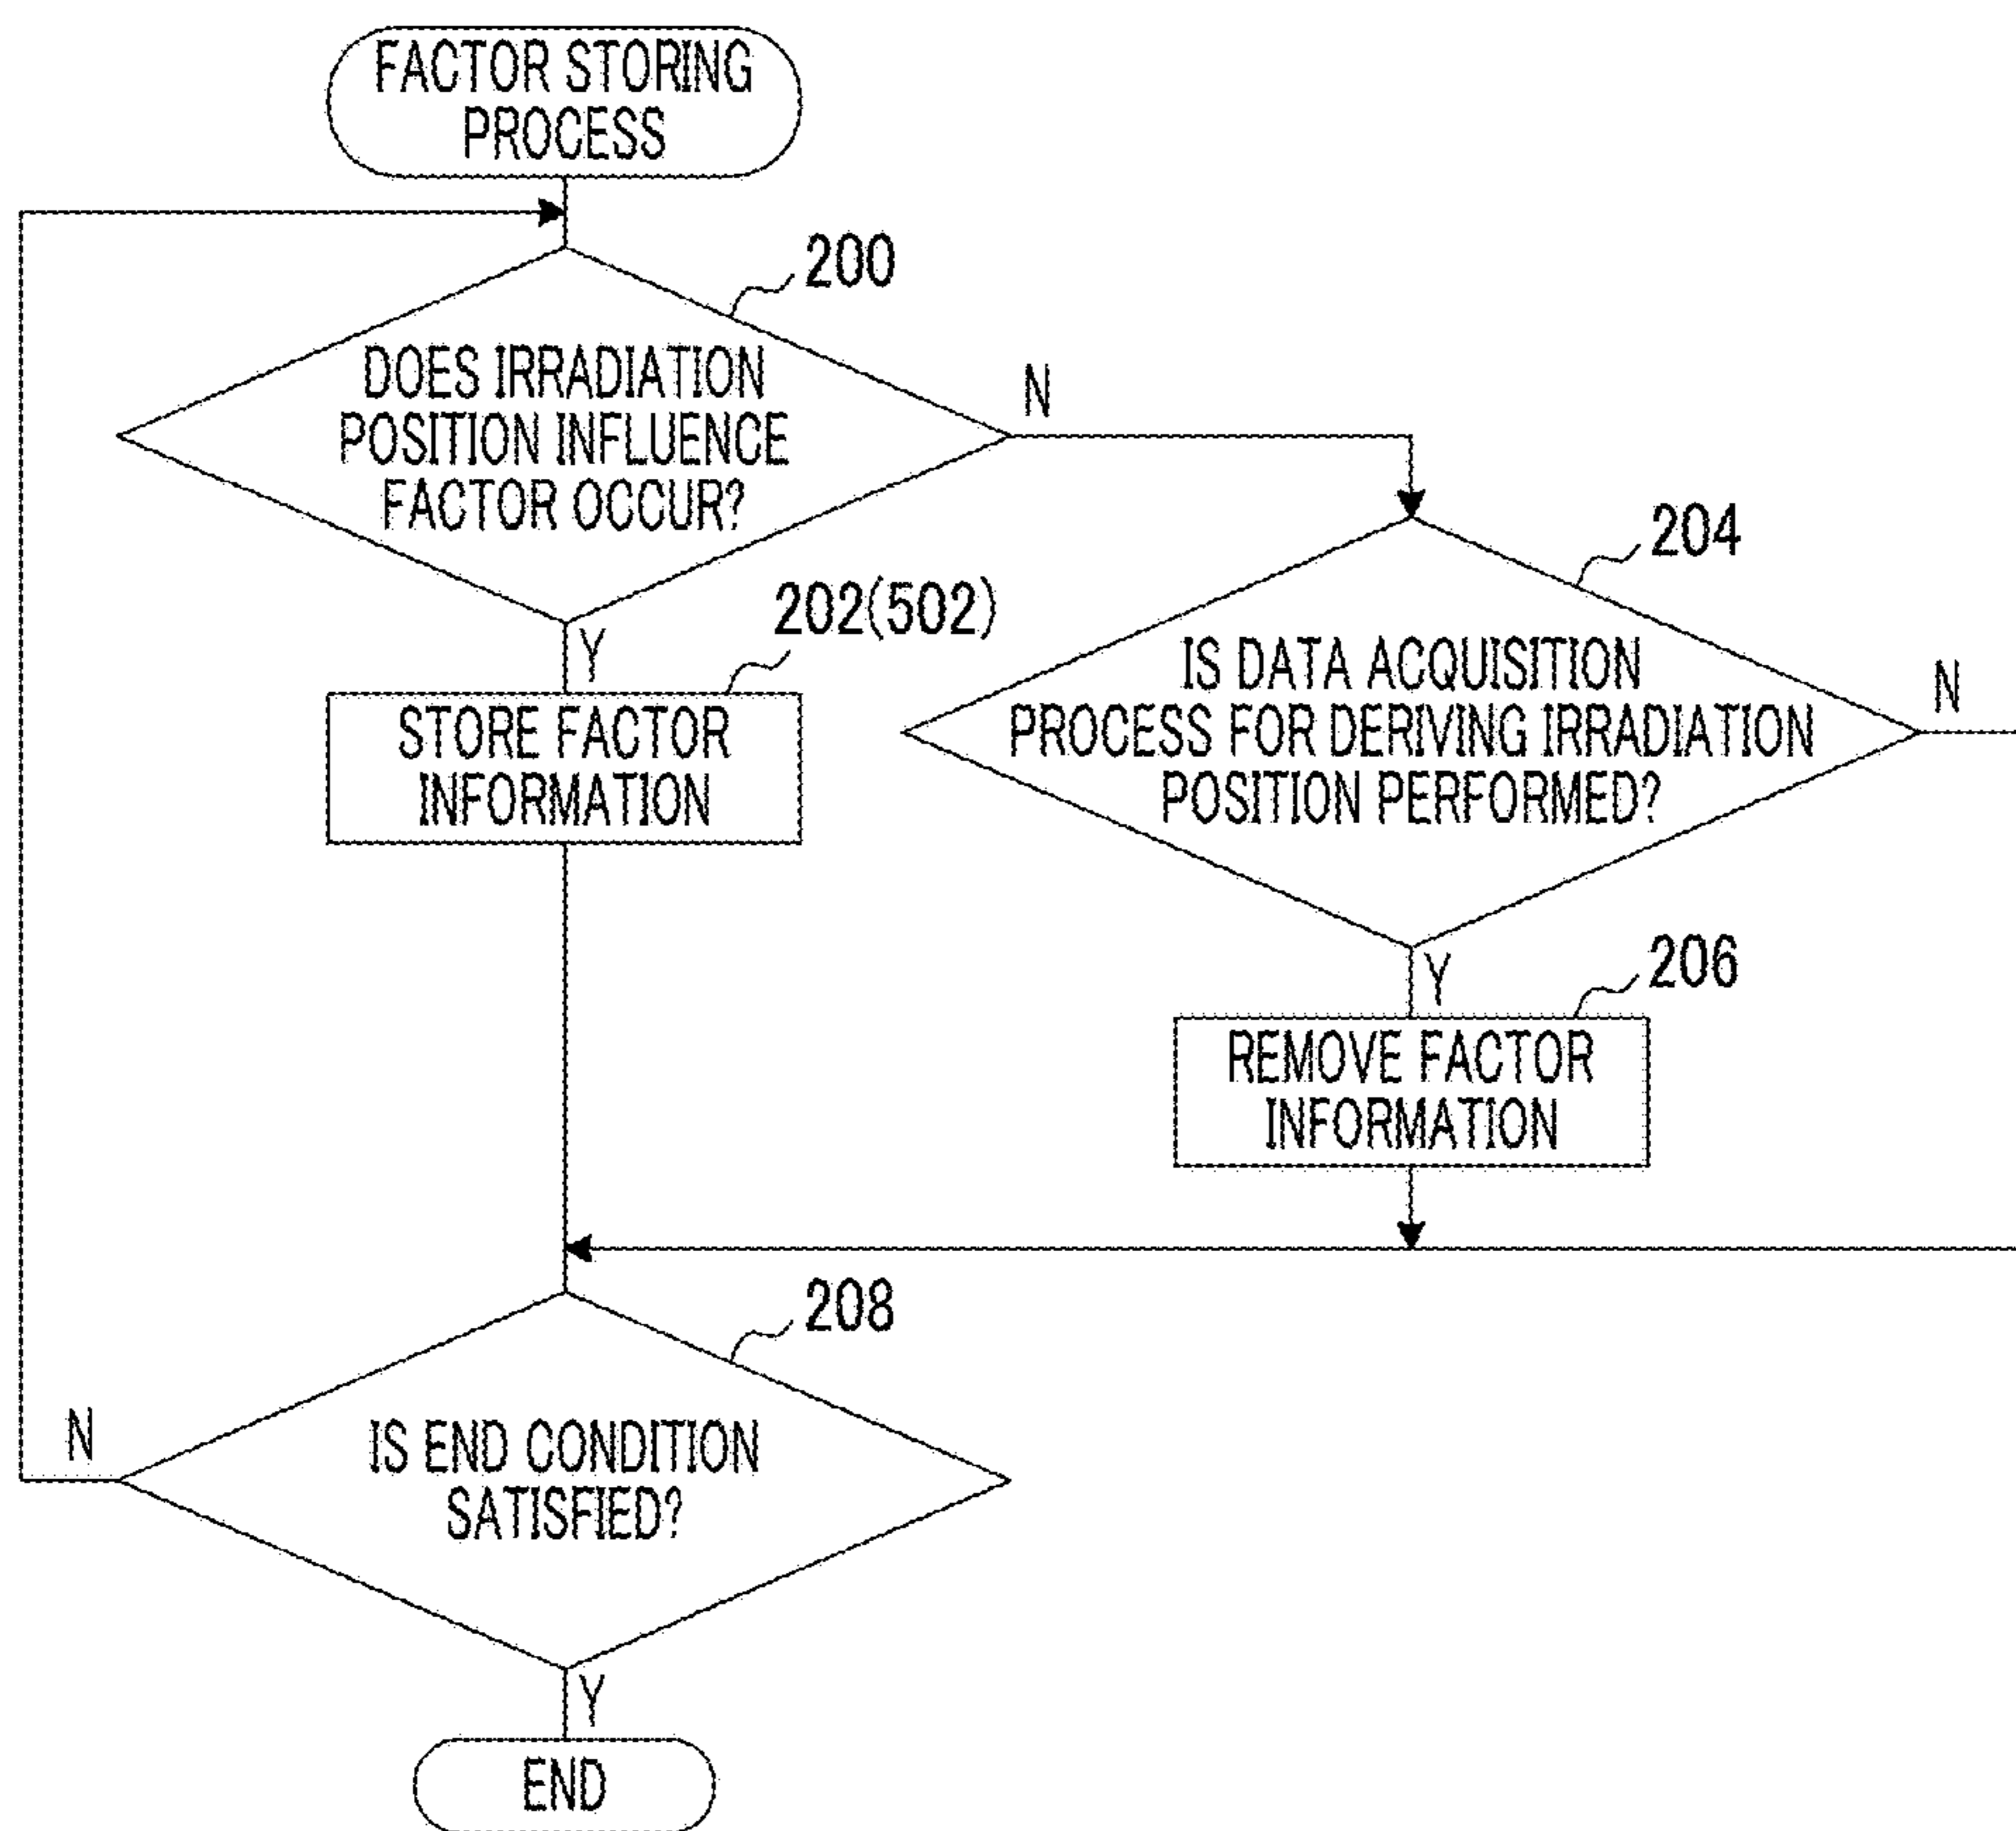 FACTOR STORING
PROCESS
200
DOES IRRADIATION
POSITION INFLUENCE
FACTOR OCCUR?
N
Y
202(502)
STORE FACTOR
INFORMATION
204
IS DATA ACQUISITION
PROCESS FOR DERIVING IRRADIATION
POSITION PERFORMED?
N
Y
206
REMOVE FACTOR
INFORMATION
208
IS END CONDITION
SATISFIED?
N
Y
END